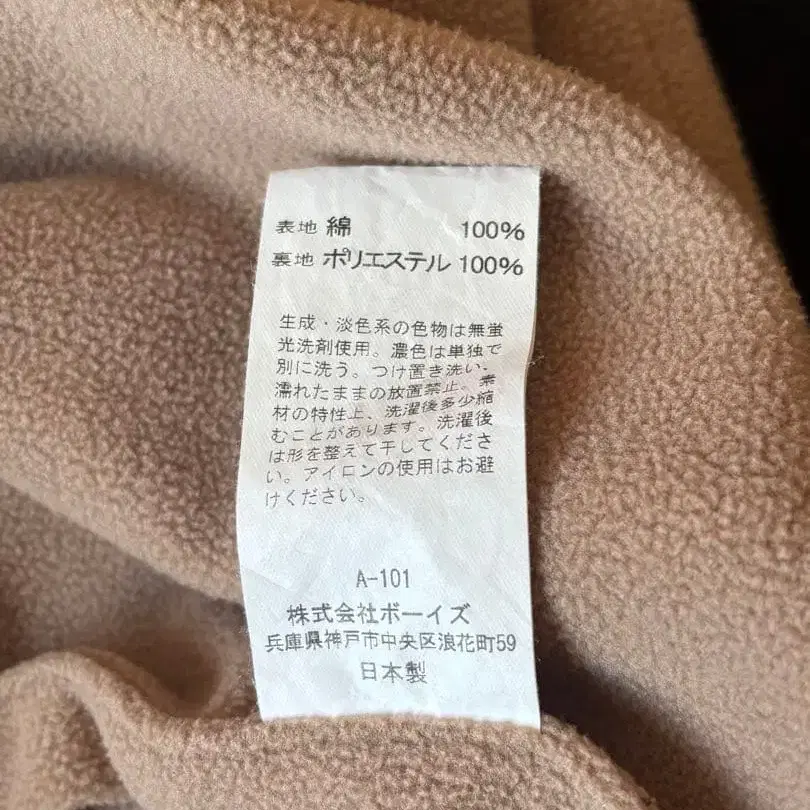 表地 綿 100%
裏地 ポリエステル 100%
生成・淡色系の色物は無蛍
光洗剤使用。濃色は単独で
別に洗う。つけ置き洗い、
濡れたままの放置禁止。素
材の特性上、洗濯後多少縮
むことがあります。洗濯後
は形を整えて干してくださ
い。アイロンの使用はお避
けください。
A-101
株式会社ボーイズ
兵庫県神戸市中央区浪花町59
日本製